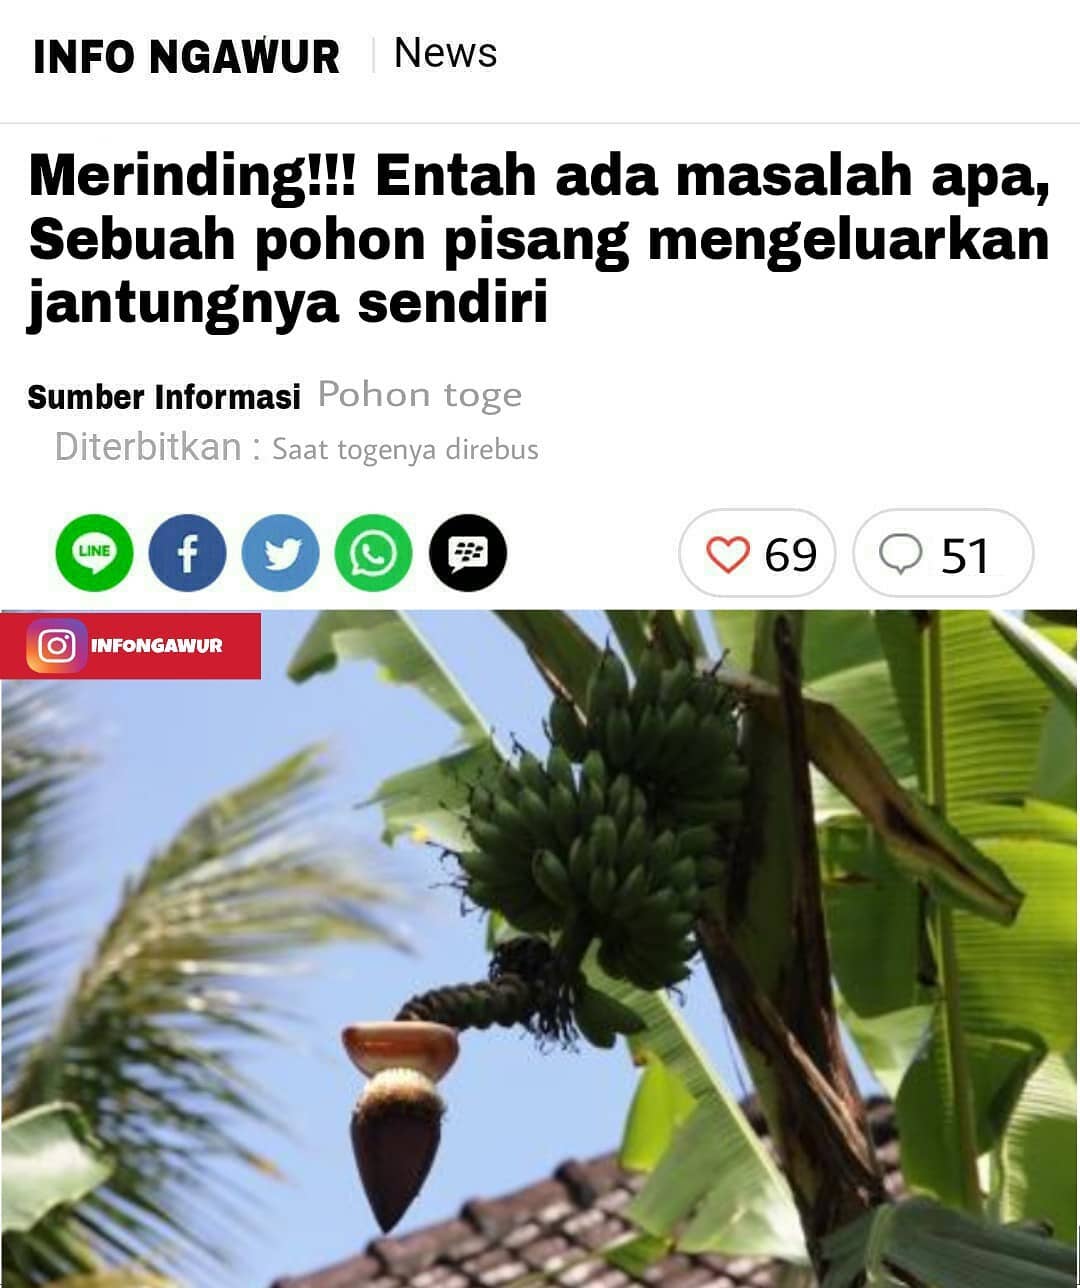 INFO NGAWUR | News
Merinding!!! Entah ada masalah apa,
Sebuah pohon pisang mengeluarkan
jantungnya sendiri
Sumber Informasi Pohon toge
Diterbitkan : Saat togenya direbus
LINE
69
51
INFONGAWUR